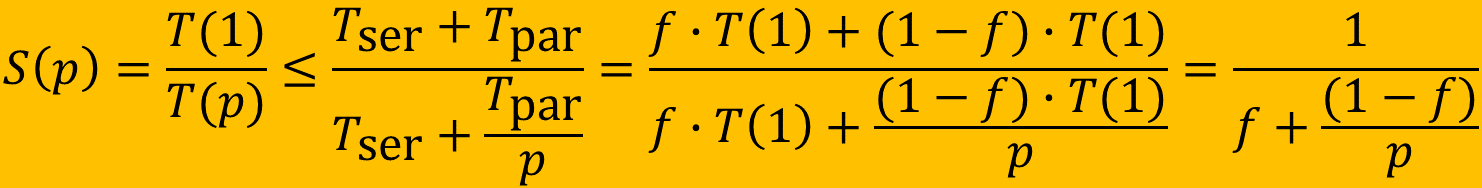 S(p) = T(1)/T(p) ≤ (T_ser + T_par)/(T_ser + T_par/p) = (f · T(1) + (1 − f) · T(1))/(f · T(1) + (1 − f) · T(1)/p) = 1/(f + (1 − f)/p)